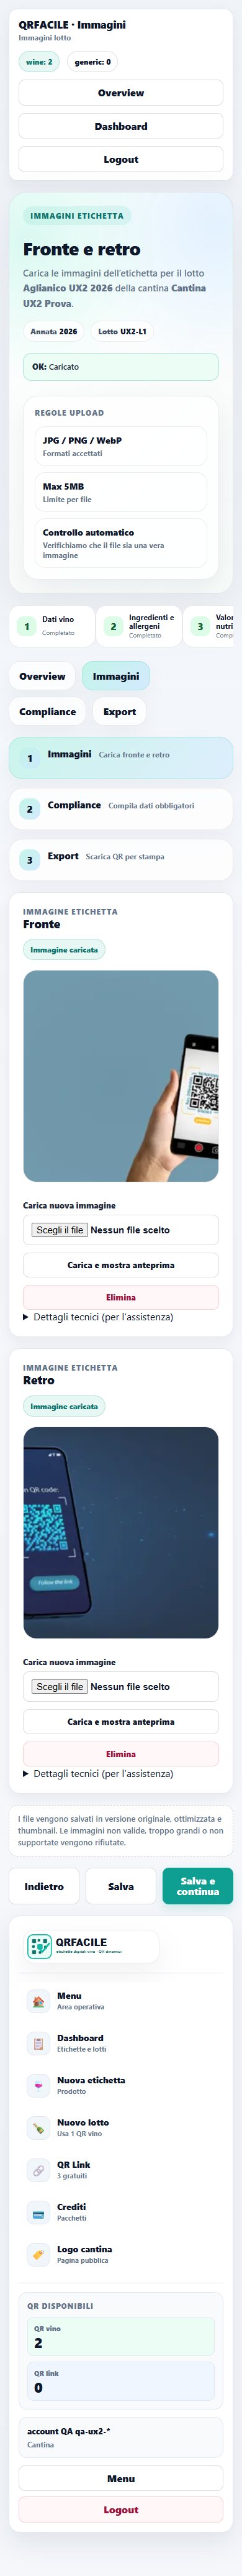 QRFACILE · Immagini
Immagini lotto
wine: 2
generic: 0
Overview
Dashboard
Logout
IMMAGINI ETICHETTA
Fronte e retro
Carica le immagini dell'etichetta per il lotto
Aglianico UX2 2026 della cantina Cantina
UX2 Prova.
Annata 2026
Lotto UX2-L1
OK: Caricato
REGOLE UPLOAD
JPG / PNG / WebP
Formati accettati
Max 5MB
Limite per file
Controllo automatico
Verifichiamo che il file sia una vera
immagine
1
Dati vino
Completato
2
Ingredienti e
allergeni
Completato
3
Valor
nutri
Compl
Overview
Immagini
Compliance
Export
1
Immagini
Carica fronte e retro
2
Compliance
Compila dati obbligatori
3
Export
Scarica QR per stampa
IMMAGINE ETICHETTA
Fronte
Immagine caricata
Carica nuova immagine
Scegli il file
Nessun file scelto
Carica e mostra anteprima
Elimina
Dettagli tecnici (per l'assistenza)
IMMAGINE ETICHETTA
Retro
Immagine caricata
n QR code:
Follow the link
Carica nuova immagine
Scegli il file
Nessun file scelto
Carica e mostra anteprima
Elimina
Dettagli tecnici (per l'assistenza)
I file vengono salvati in versione originale, ottimizzata e
thumbnail. Le immagini non valide, troppo grandi o non
supportate vengono rifiutate.
Indietro
Salva
Salva e
continua
QRFACILE
Menu
Area operativa
Dashboard
Etichette e lotti
Nuova etichetta
Prodotto
Nuovo lotto
Usa 1 QR vino
QR Link
3 gratuiti
Crediti
Pacchetti
Logo cantina
Pagina pubblica
QR DISPONIBILI
QR vino
2
QR link
0
account QA qa-ux2-*
Cantina
Menu
Logout